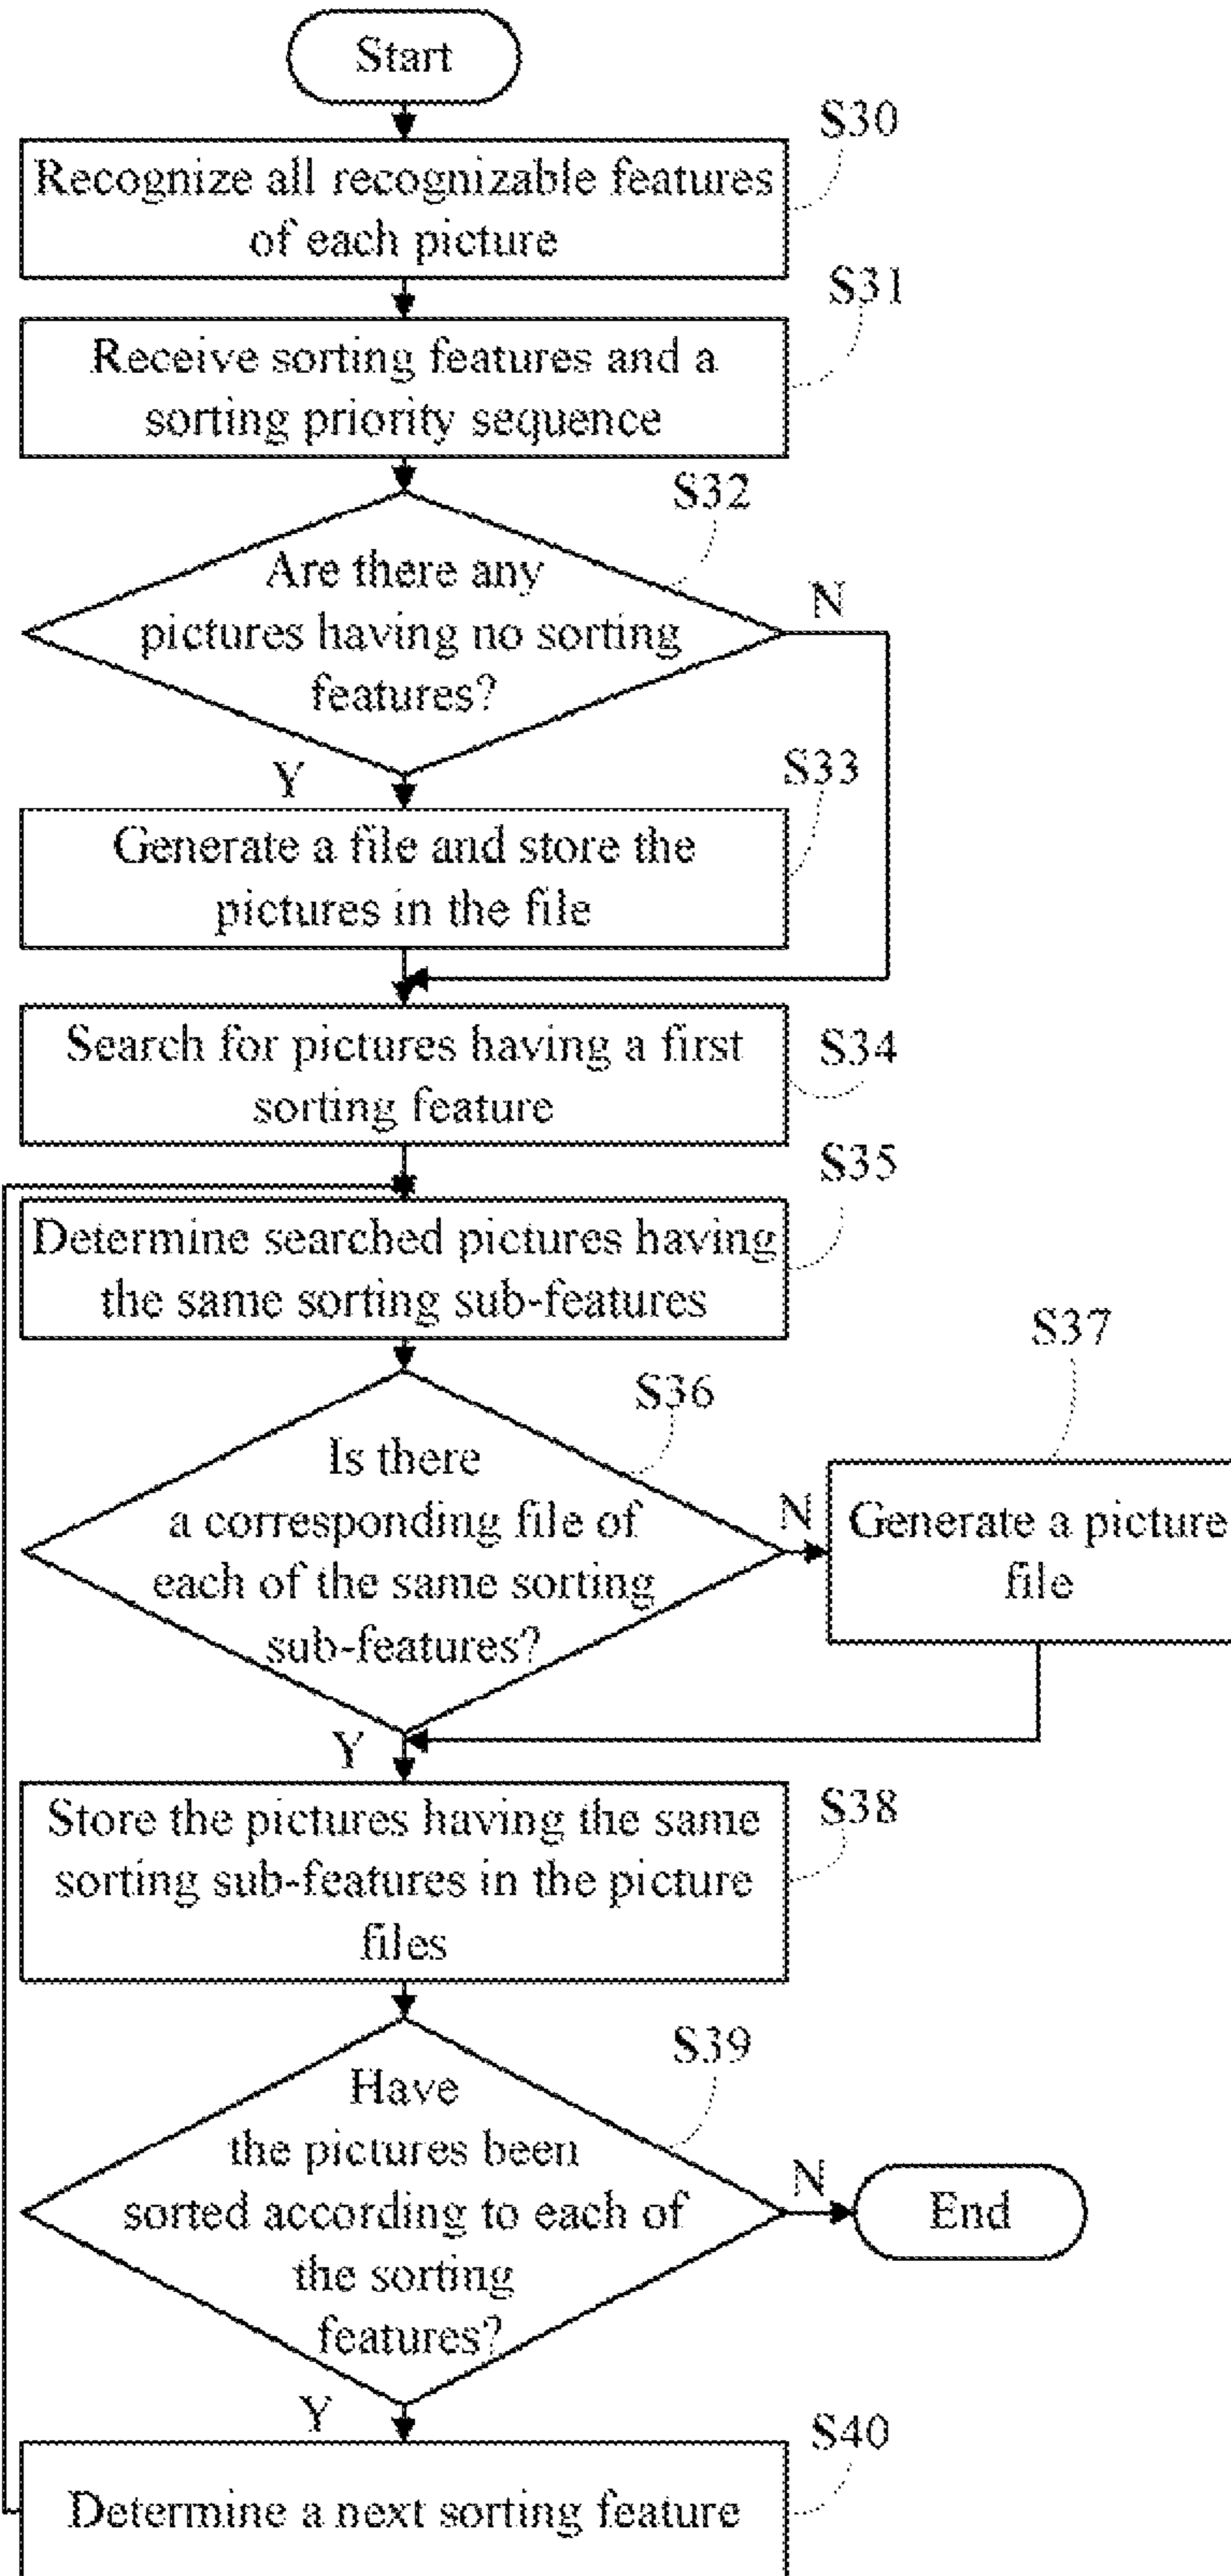 Start
S30
Recognize all recognizable features
of each picture
S31
Receive sorting features and a
sorting priority sequence
S32
Are there any
pictures having no sorting
features?
N
Y
S33
Generate a file and store the
pictures in the file
Search for pictures having a first
sorting feature
S34
S35
Determine searched pictures having
the same sorting sub-features
S36
Is there
a corresponding file of
each of the same sorting
sub-features?
N
S37
Generate a picture
file
Y
S38
Store the pictures having the same
sorting sub-features in the picture
files
S39
Have
the pictures been
sorted according to each of
the sorting
features?
N
End
Y
S40
Determine a next sorting feature